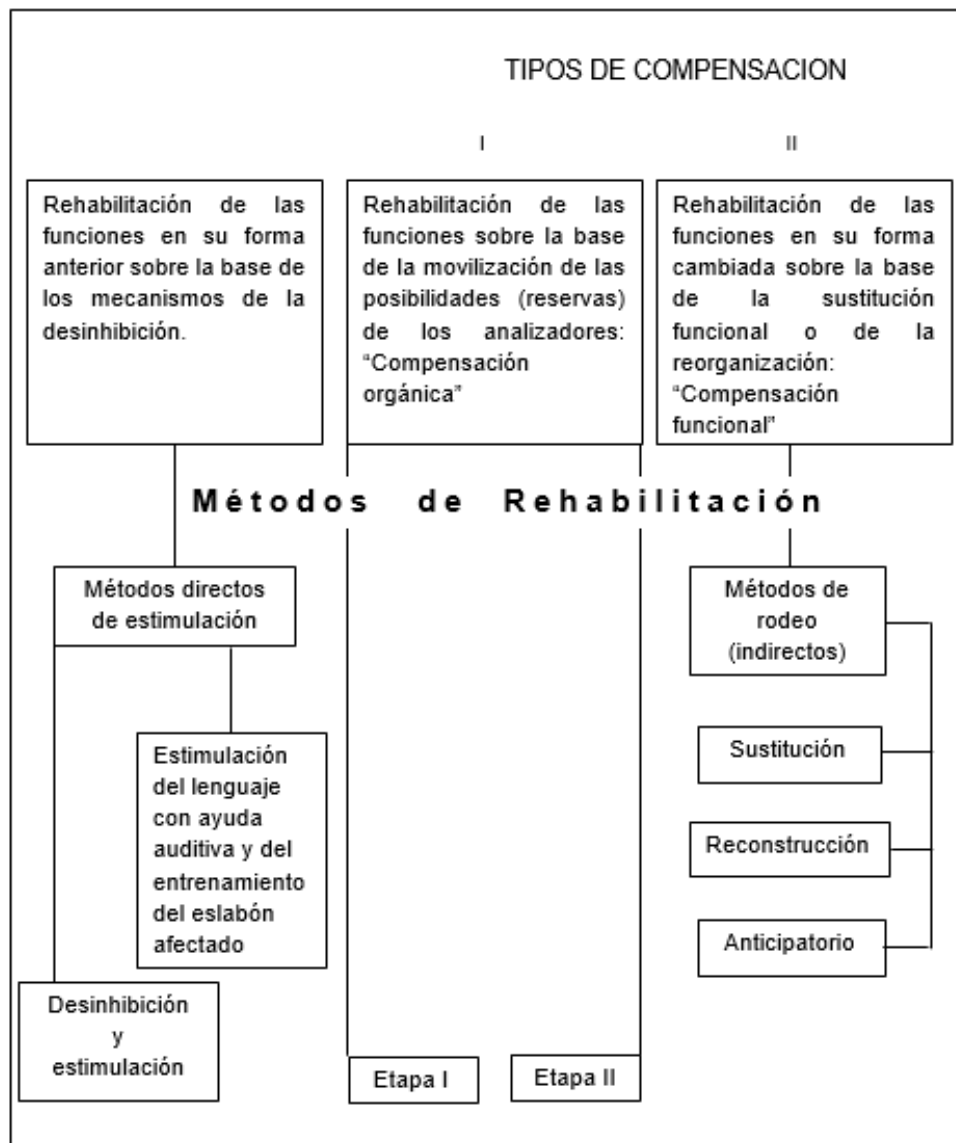 TIPOS DE COMPENSACION
I
II
Rehabilitación de las
funciones en su forma
anterior sobre la base de
los mecanismos de la
desinhibición.
Rehabilitación de las
funciones sobre la base
de la movilización de las
posibilidades (reservas)
de los analizadores:
“Compensación
orgánica”
Rehabilitación de las
funciones en su forma
cambiada sobre la base
de la sustitución
funcional o de la
reorganización:
“Compensación
funcional”
Métodos de Rehabilitación
Métodos directos
de estimulación
Métodos de
rodeo
(indirectos)
Estimulación
del lenguaje
con ayuda
auditiva y del
entrenamiento
del eslabón
afectado
Sustitución
Reconstrucción
Anticipatorio
Desinhibición
y
estimulación
Etapa I
Etapa II